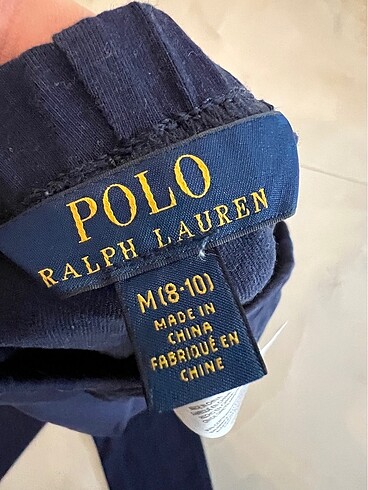 POLO
RALPH LAUREN
M(8-10)
MADE IN
CHINA
FABRIQUÉ EN
CHINE